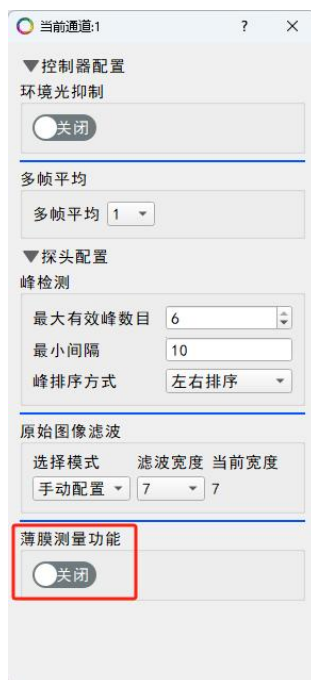 当前通道:1 ? ×
▼控制器配置
环境光抑制
关闭
多帧平均
多帧平均 1
▼探头配置
峰检测
最大有效峰数目 6
最小间隔 10
峰排序方式 左右排序
原始图像滤波
选择模式 滤波宽度 当前宽度
手动配置 7 7
薄膜测量功能
关闭